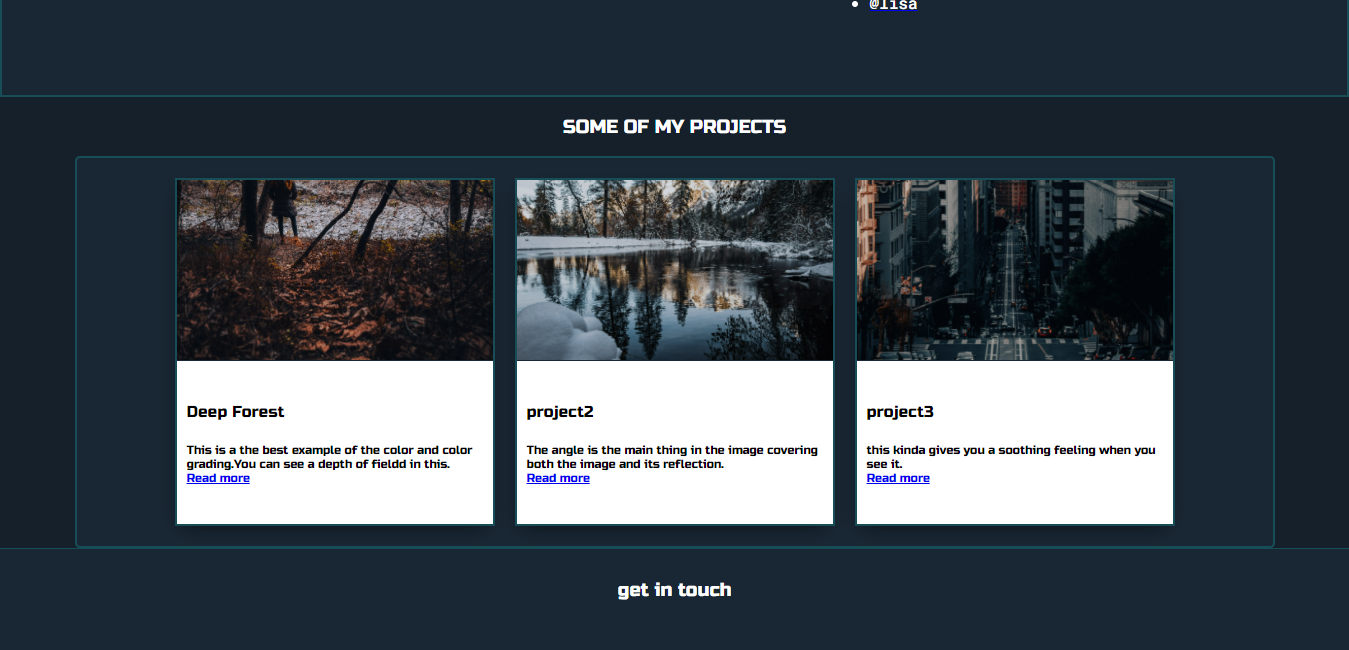 @lisa
SOME OF MY PROJECTS
Deep Forest
This is a the best example of the color and color
grading.You can see a depth of fieldd in this.
Read more
project2
The angle is the main thing in the image covering
both the image and its reflection.
Read more
project3
this kinda gives you a soothing feeling when you
see it.
Read more
get in touch